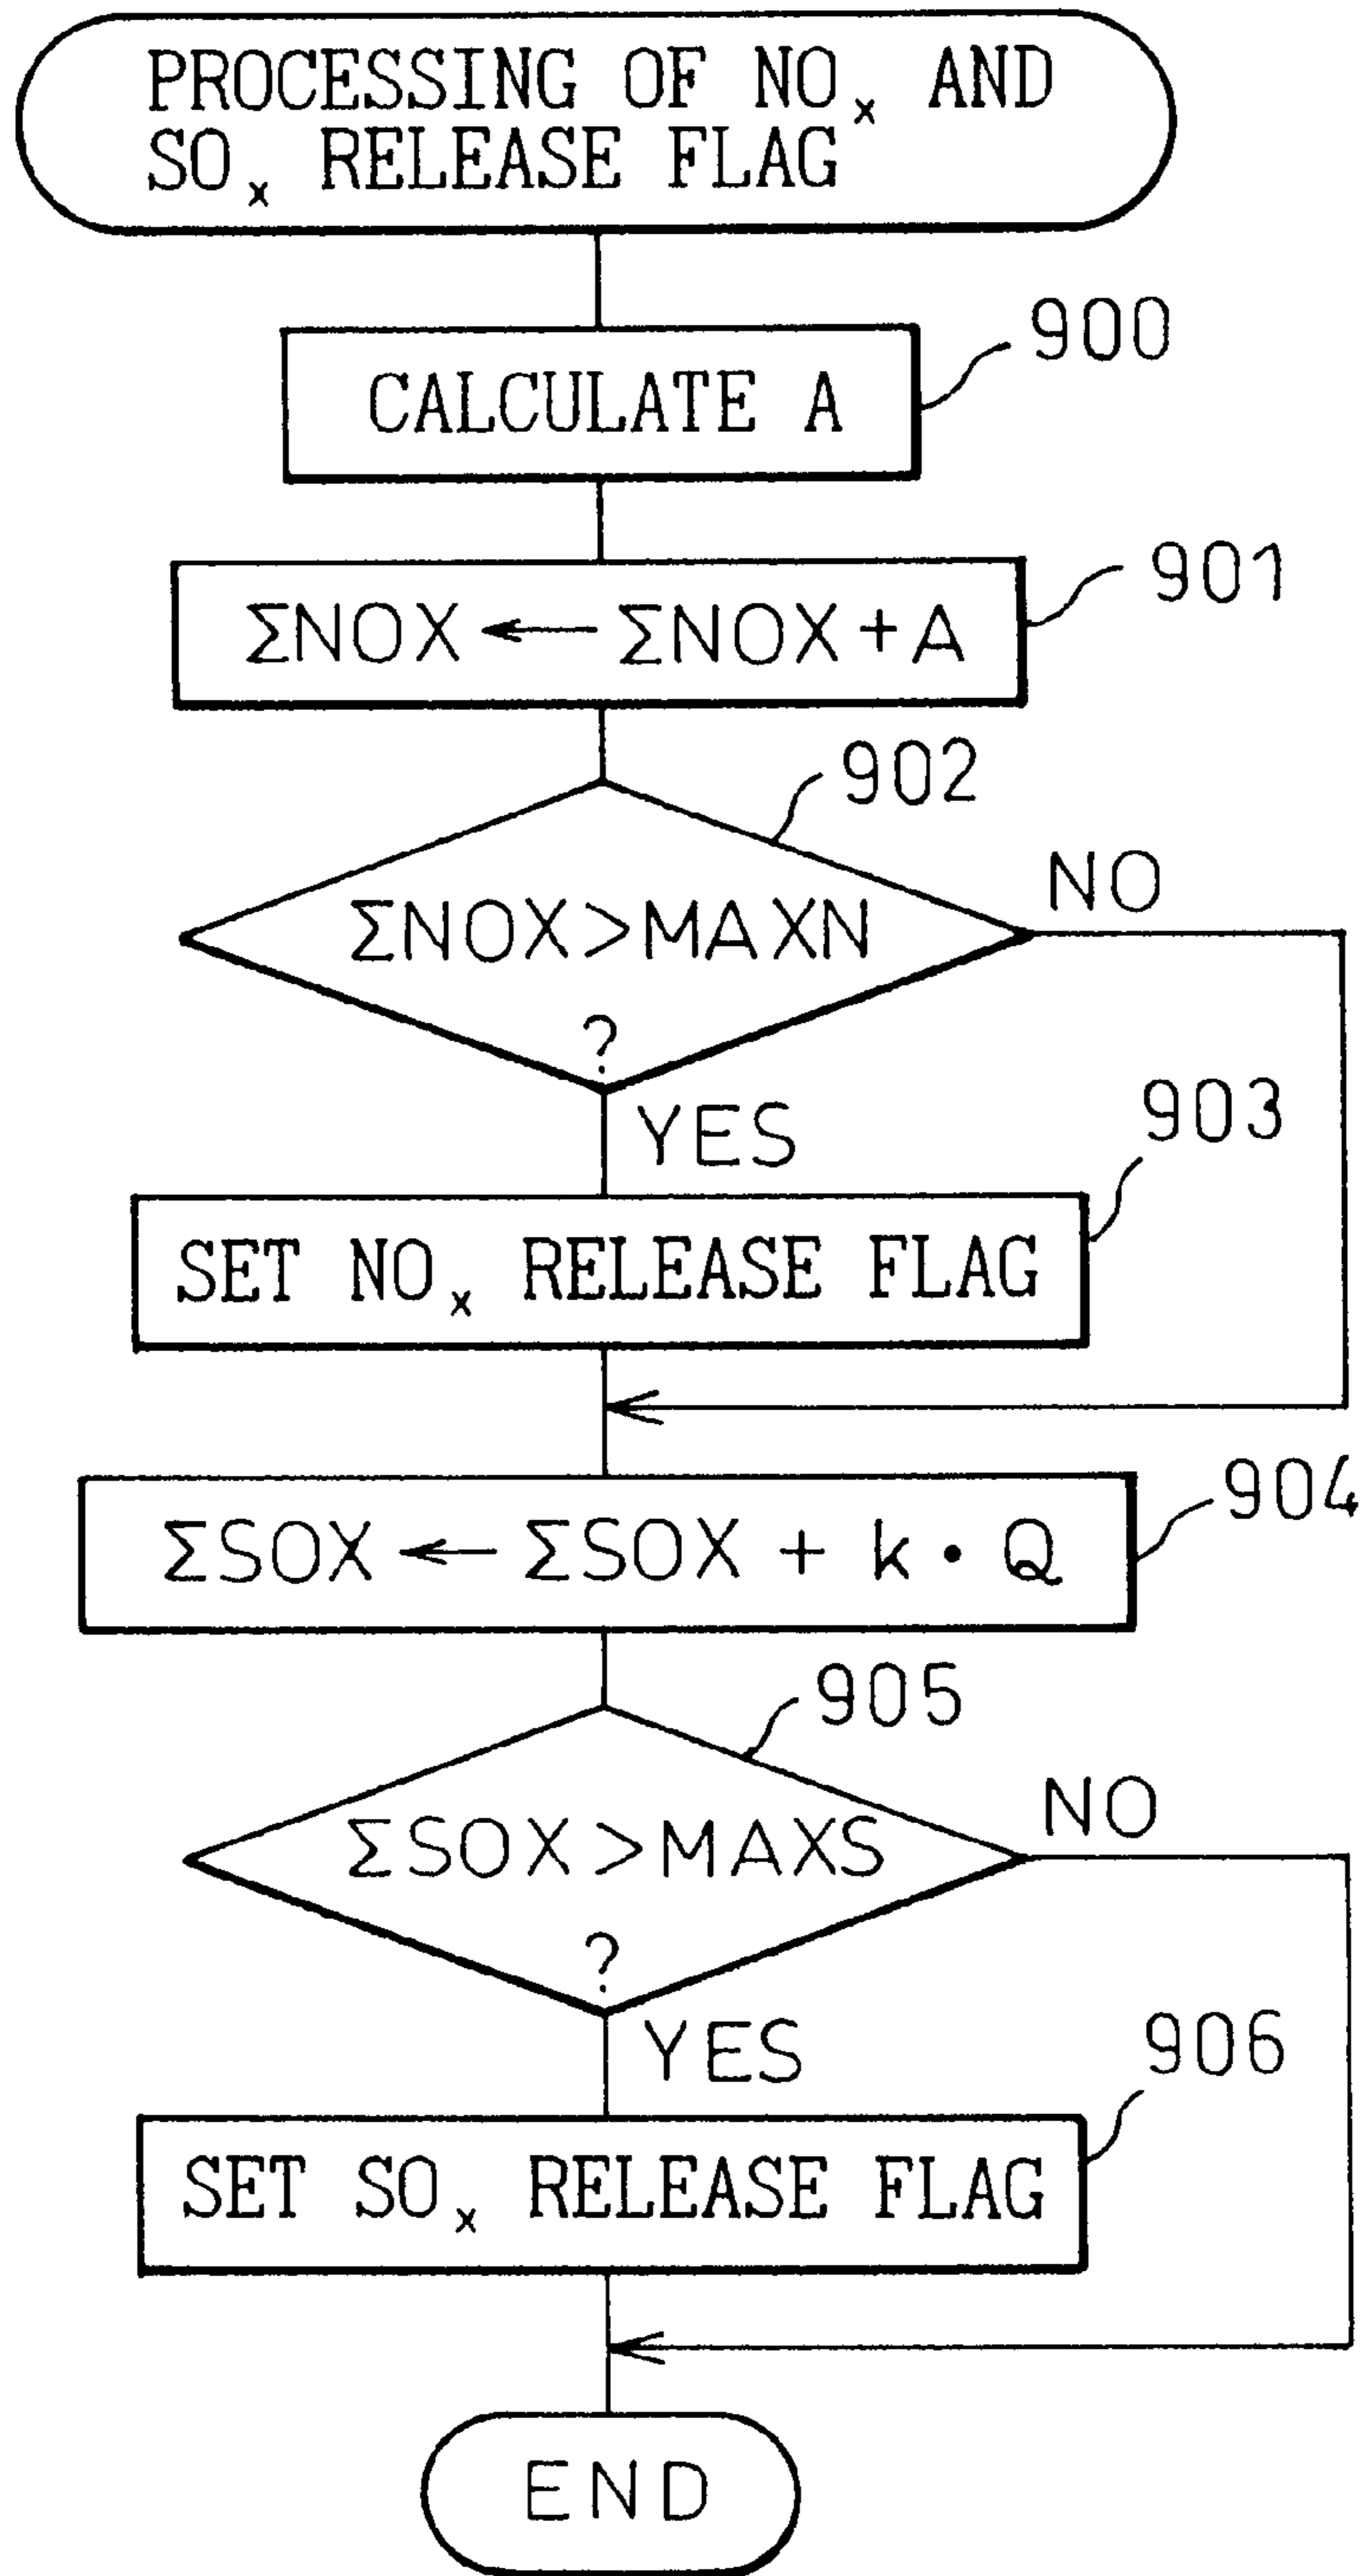 PROCESSING OF NOₓ AND
SOₓ RELEASE FLAG
900
CALCULATE A
901
ΣNOX ← ΣNOX + A
902
ΣNOX > MAXN
?
NO
YES
903
SET NOₓ RELEASE FLAG
904
ΣSOX ← ΣSOX + k · Q
905
ΣSOX > MAXS
?
NO
YES
906
SET SOₓ RELEASE FLAG
END